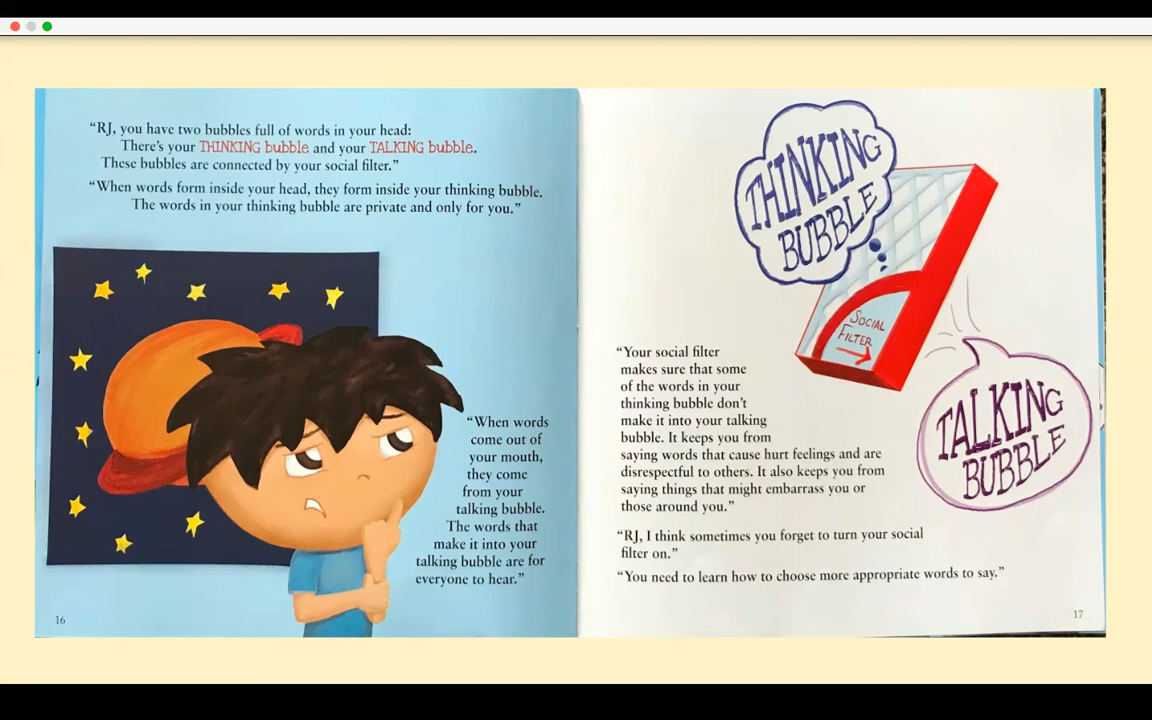 “RJ, you have two bubbles full of words in your head:
There’s your THINKING bubble and your TALKING bubble.
These bubbles are connected by your social filter.”
“When words form inside your head, they form inside your thinking bubble.
The words in your thinking bubble are private and only for you.”
“When words
come out of
your mouth,
they come
from your
talking bubble.
The words that
make it into your
talking bubble are for
everyone to hear.”
16
THINKING
BUBBLE
SOCIAL
FILTER
TALKING
BUBBLE
“Your social filter
makes sure that some
of the words in your
thinking bubble don’t
make it into your talking
bubble. It keeps you from
saying words that cause hurt feelings and are
disrespectful to others. It also keeps you from
saying things that might embarrass you or
those around you.”
“RJ, I think sometimes you forget to turn your social
filter on.”
“You need to learn how to choose more appropriate words to say.”
17